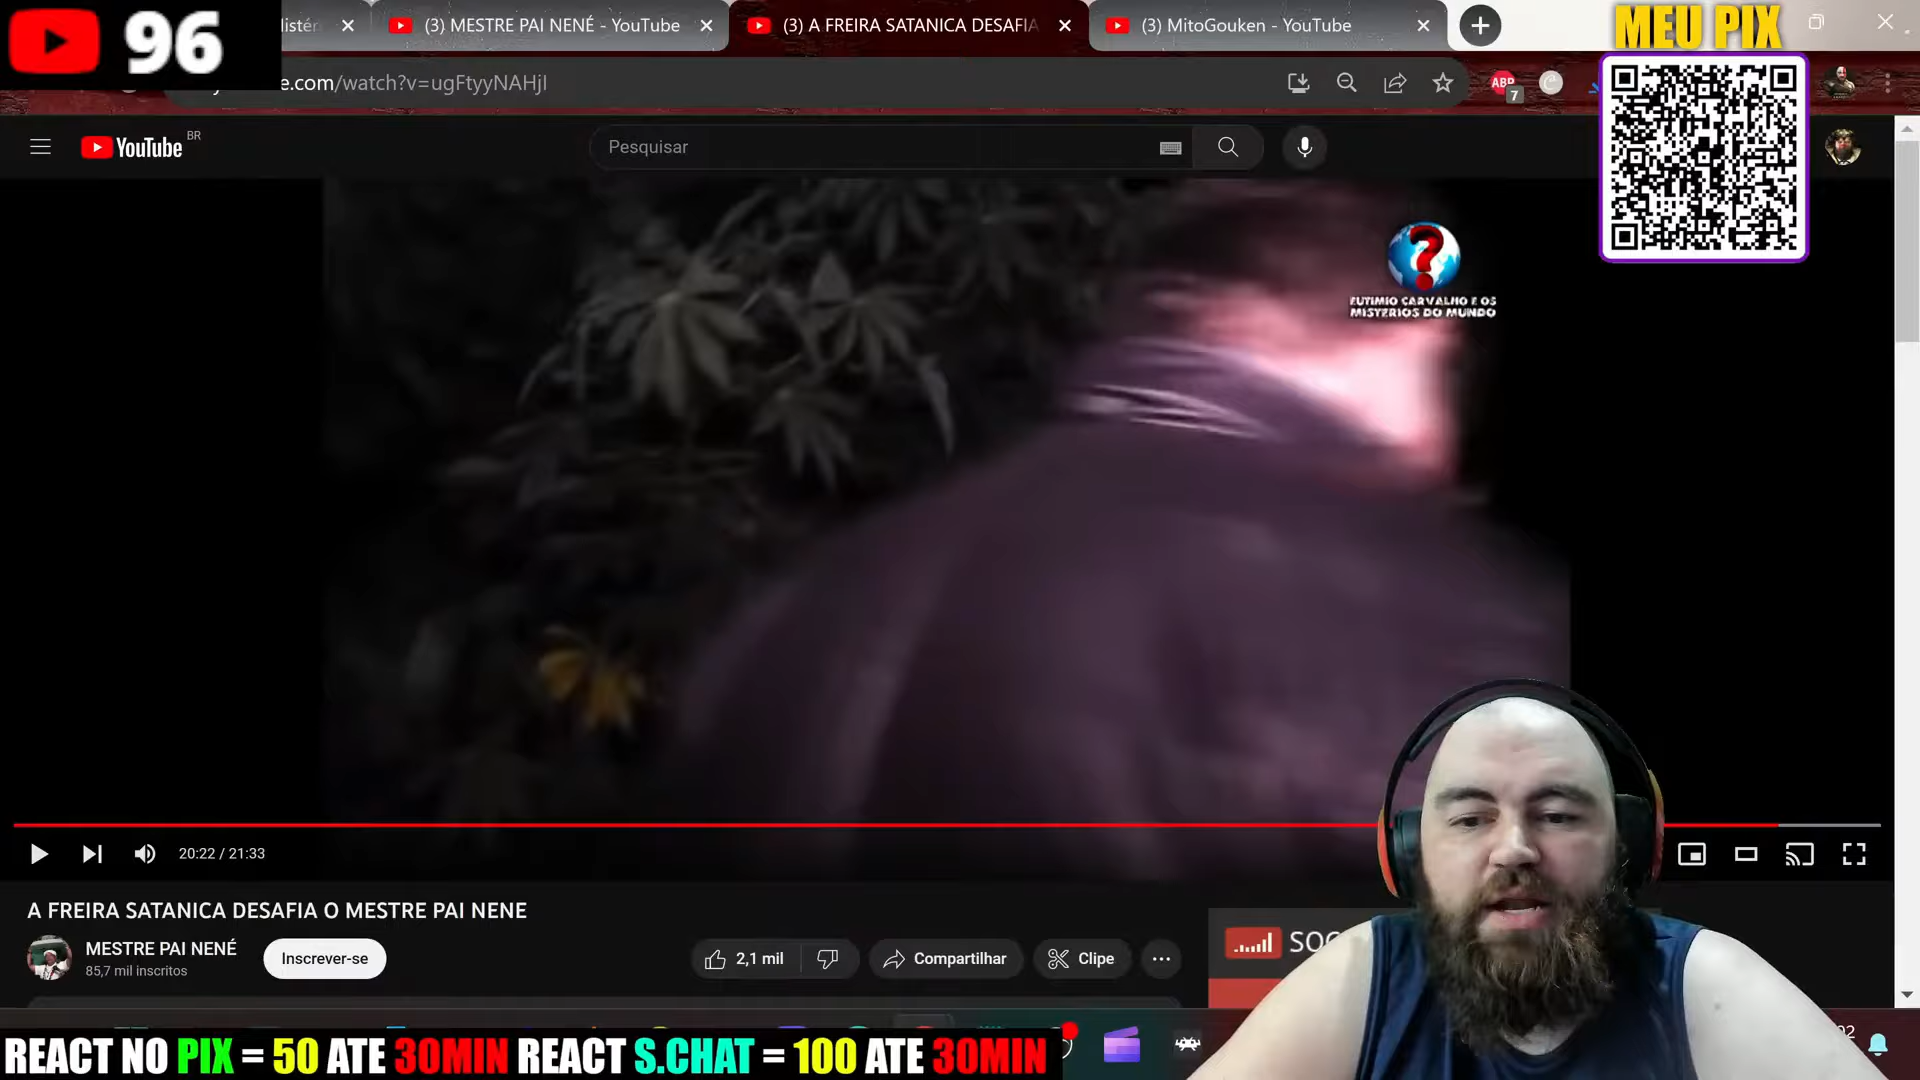 96
(3) MESTRE PAI NENÉ - YouTube
(3) A FREIRA SATANICA DESAFIA
(3) MitoGouken - YouTube
MEU PIX
e.com/watch?v=ugFtyyNAHjI
ABP
7
YouTube
BR
Pesquisar
EUTIMIO CARVALHO E OS
MISTERIOS DO MUNDO
20:22 / 21:33
A FREIRA SATANICA DESAFIA O MESTRE PAI NENE
MESTRE PAI NENÉ
85,7 mil inscritos
Inscrever-se
2,1 mil
Compartilhar
Clipe
REACT NO PIX = 50 ATE 30MIN REACT S.CHAT = 100 ATE 30MIN